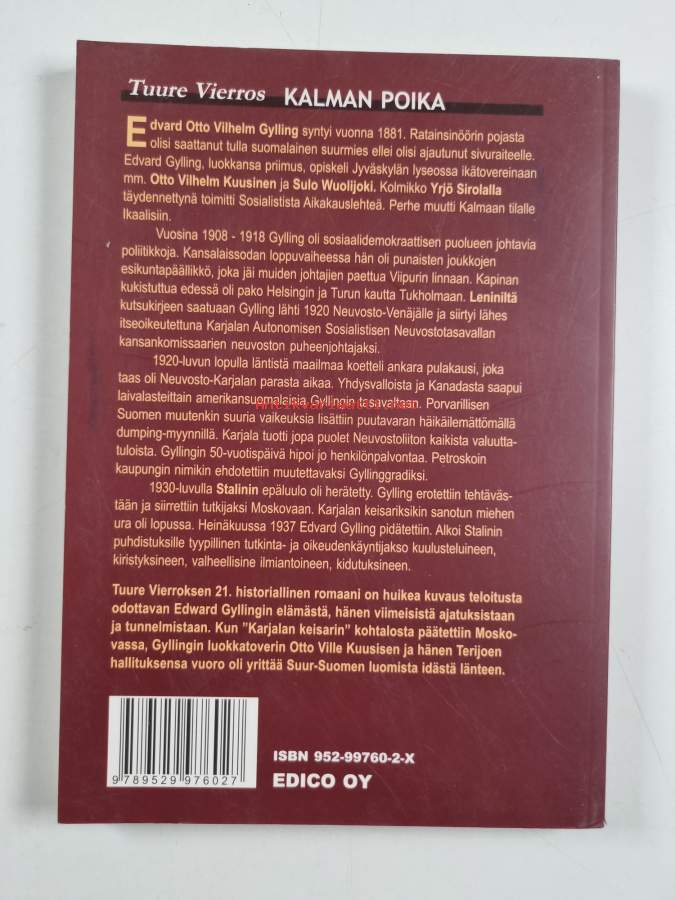 Tuure Vierros KALMAN POIKA
Edvard Otto Vilhelm Gylling syntyi vuonna 1881. Ratainsinöörin pojasta
olisi saattanut tulla suomalainen suurmies ellei olisi ajautunut sivuraiteelle.
Edvard Gylling, luokkansa priimus, opiskeli Jyväskylän lyseossa ikätovereinaan
mm. Otto Vilhelm Kuusinen ja Sulo Wuolijoki. Kolmikko Yrjö Sirolalla
täydennettynä toimitti Sosialistista Aikakauslehteä. Perhe muutti Kalmaan tilalle
Ikaalisiin.
Vuosina 1908 - 1918 Gylling oli sosiaalidemokraattisen puolueen johtavia
poliitikkoja. Kansalaissodan loppuvaiheessa hän oli punaisten joukkojen
esikuntapäällikkö, joka jäi muiden johtajien paettua Viipurin linnaan. Kapinan
kukistuttua edessä oli pako Helsingin ja Turun kautta Tukholmaan. Leniniltä
kutsukirjeen saatuaan Gylling lähti 1920 Neuvosto-Venäjälle ja siirtyi lähes
itseoikeutettuna Karjalan Autonomisen Sosialistisen Neuvostotasavallan
kansankomissaarien neuvoston puheenjohtajaksi.
1920-luvun lopulla läntistä maailmaa koetteli ankara pulakausi, joka
taas oli Neuvosto-Karjalan parasta aikaa. Yhdysvalloista ja Kanadasta saapui
laivalasteittain amerikansuomalaisia Gyllingin tasavaltaan. Porvarillisen
Suomen muutenkin suuria vaikeuksia lisättiin puutavaran häikäilemättömällä
dumping-myynnillä. Karjala tuotti jopa puolet Neuvostoliiton kaikista valuutta-
tuloista. Gyllingin 50-vuotispäivä hipoi jo henkilönpalvontaa. Petroskoin
kaupungin nimikin ehdotettiin muutettavaksi Gyllinggradiksi.
1930-luvulla Stalinin epäluulo oli herätetty. Gylling erotettiin tehtäväs-
tään ja siirrettiin tutkijaksi Moskovaan. Karjalan keisariksikin sanotun miehen
ura oli lopussa. Heinäkuussa 1937 Edvard Gylling pidätettiin. Alkoi Stalinin
puhdistuksille tyypillinen tutkinta- ja oikeudenkäyntijakso kuulusteluineen,
kiristyksineen, valheellisine ilmiantoineen, kidutuksineen.
Tuure Vierroksen 21. historiallinen romaani on huikea kuvaus teloitusta
odottavan Edward Gyllingin elämästä, hänen viimeisistä ajatuksistaan
ja tunnelmistaan. Kun ”Karjalan keisarin” kohtalosta päätettiin Mosko-
vassa, Gyllingin luokkatoverin Otto Ville Kuusisen ja hänen Terijoen
hallituksensa vuoro oli yrittää Suur-Suomen luomista idästä länteen.
9 789529 976027
ISBN 952-99760-2-X
EDICO OY